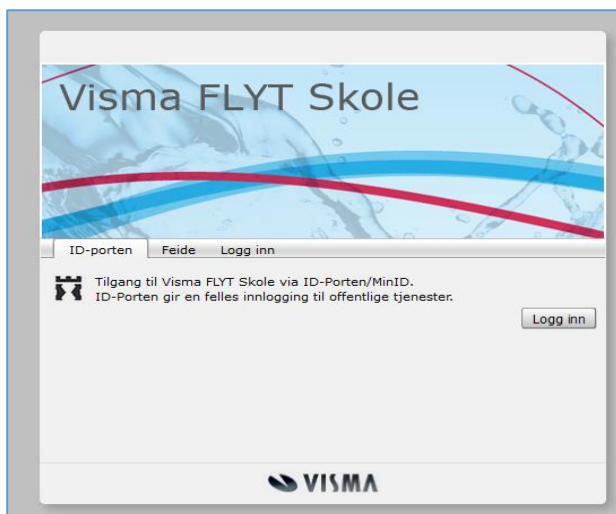 Visma FLYT Skole
ID-porten Feide Logg inn
Tilgang til Visma FLYT Skole via ID-Porten/MinID.
ID-Porten gir en felles innlogging til offentlige tjenester.
Logg inn
VISMA